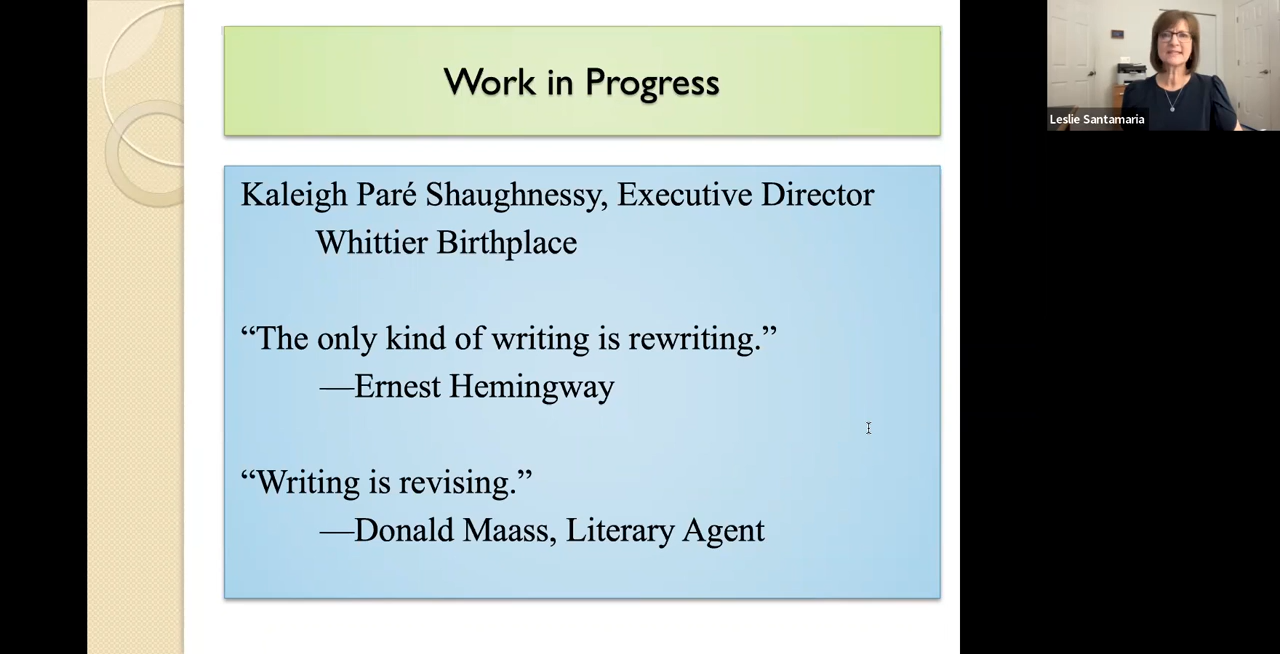 Work in Progress
Kaleigh Paré Shaughnessy, Executive Director
Whittier Birthplace
“The only kind of writing is rewriting.”
—Ernest Hemingway
“Writing is revising.”
—Donald Maass, Literary Agent
Leslie Santamaria